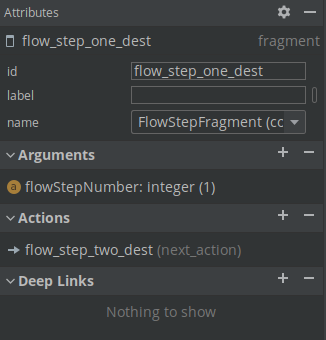 Attributes
flow_step_one_dest fragment
id flow_step_one_dest
label
name FlowStepFragment (cc
Arguments
a flowStepNumber: integer (1)
Actions
flow_step_two_dest (next_action)
Deep Links
Nothing to show